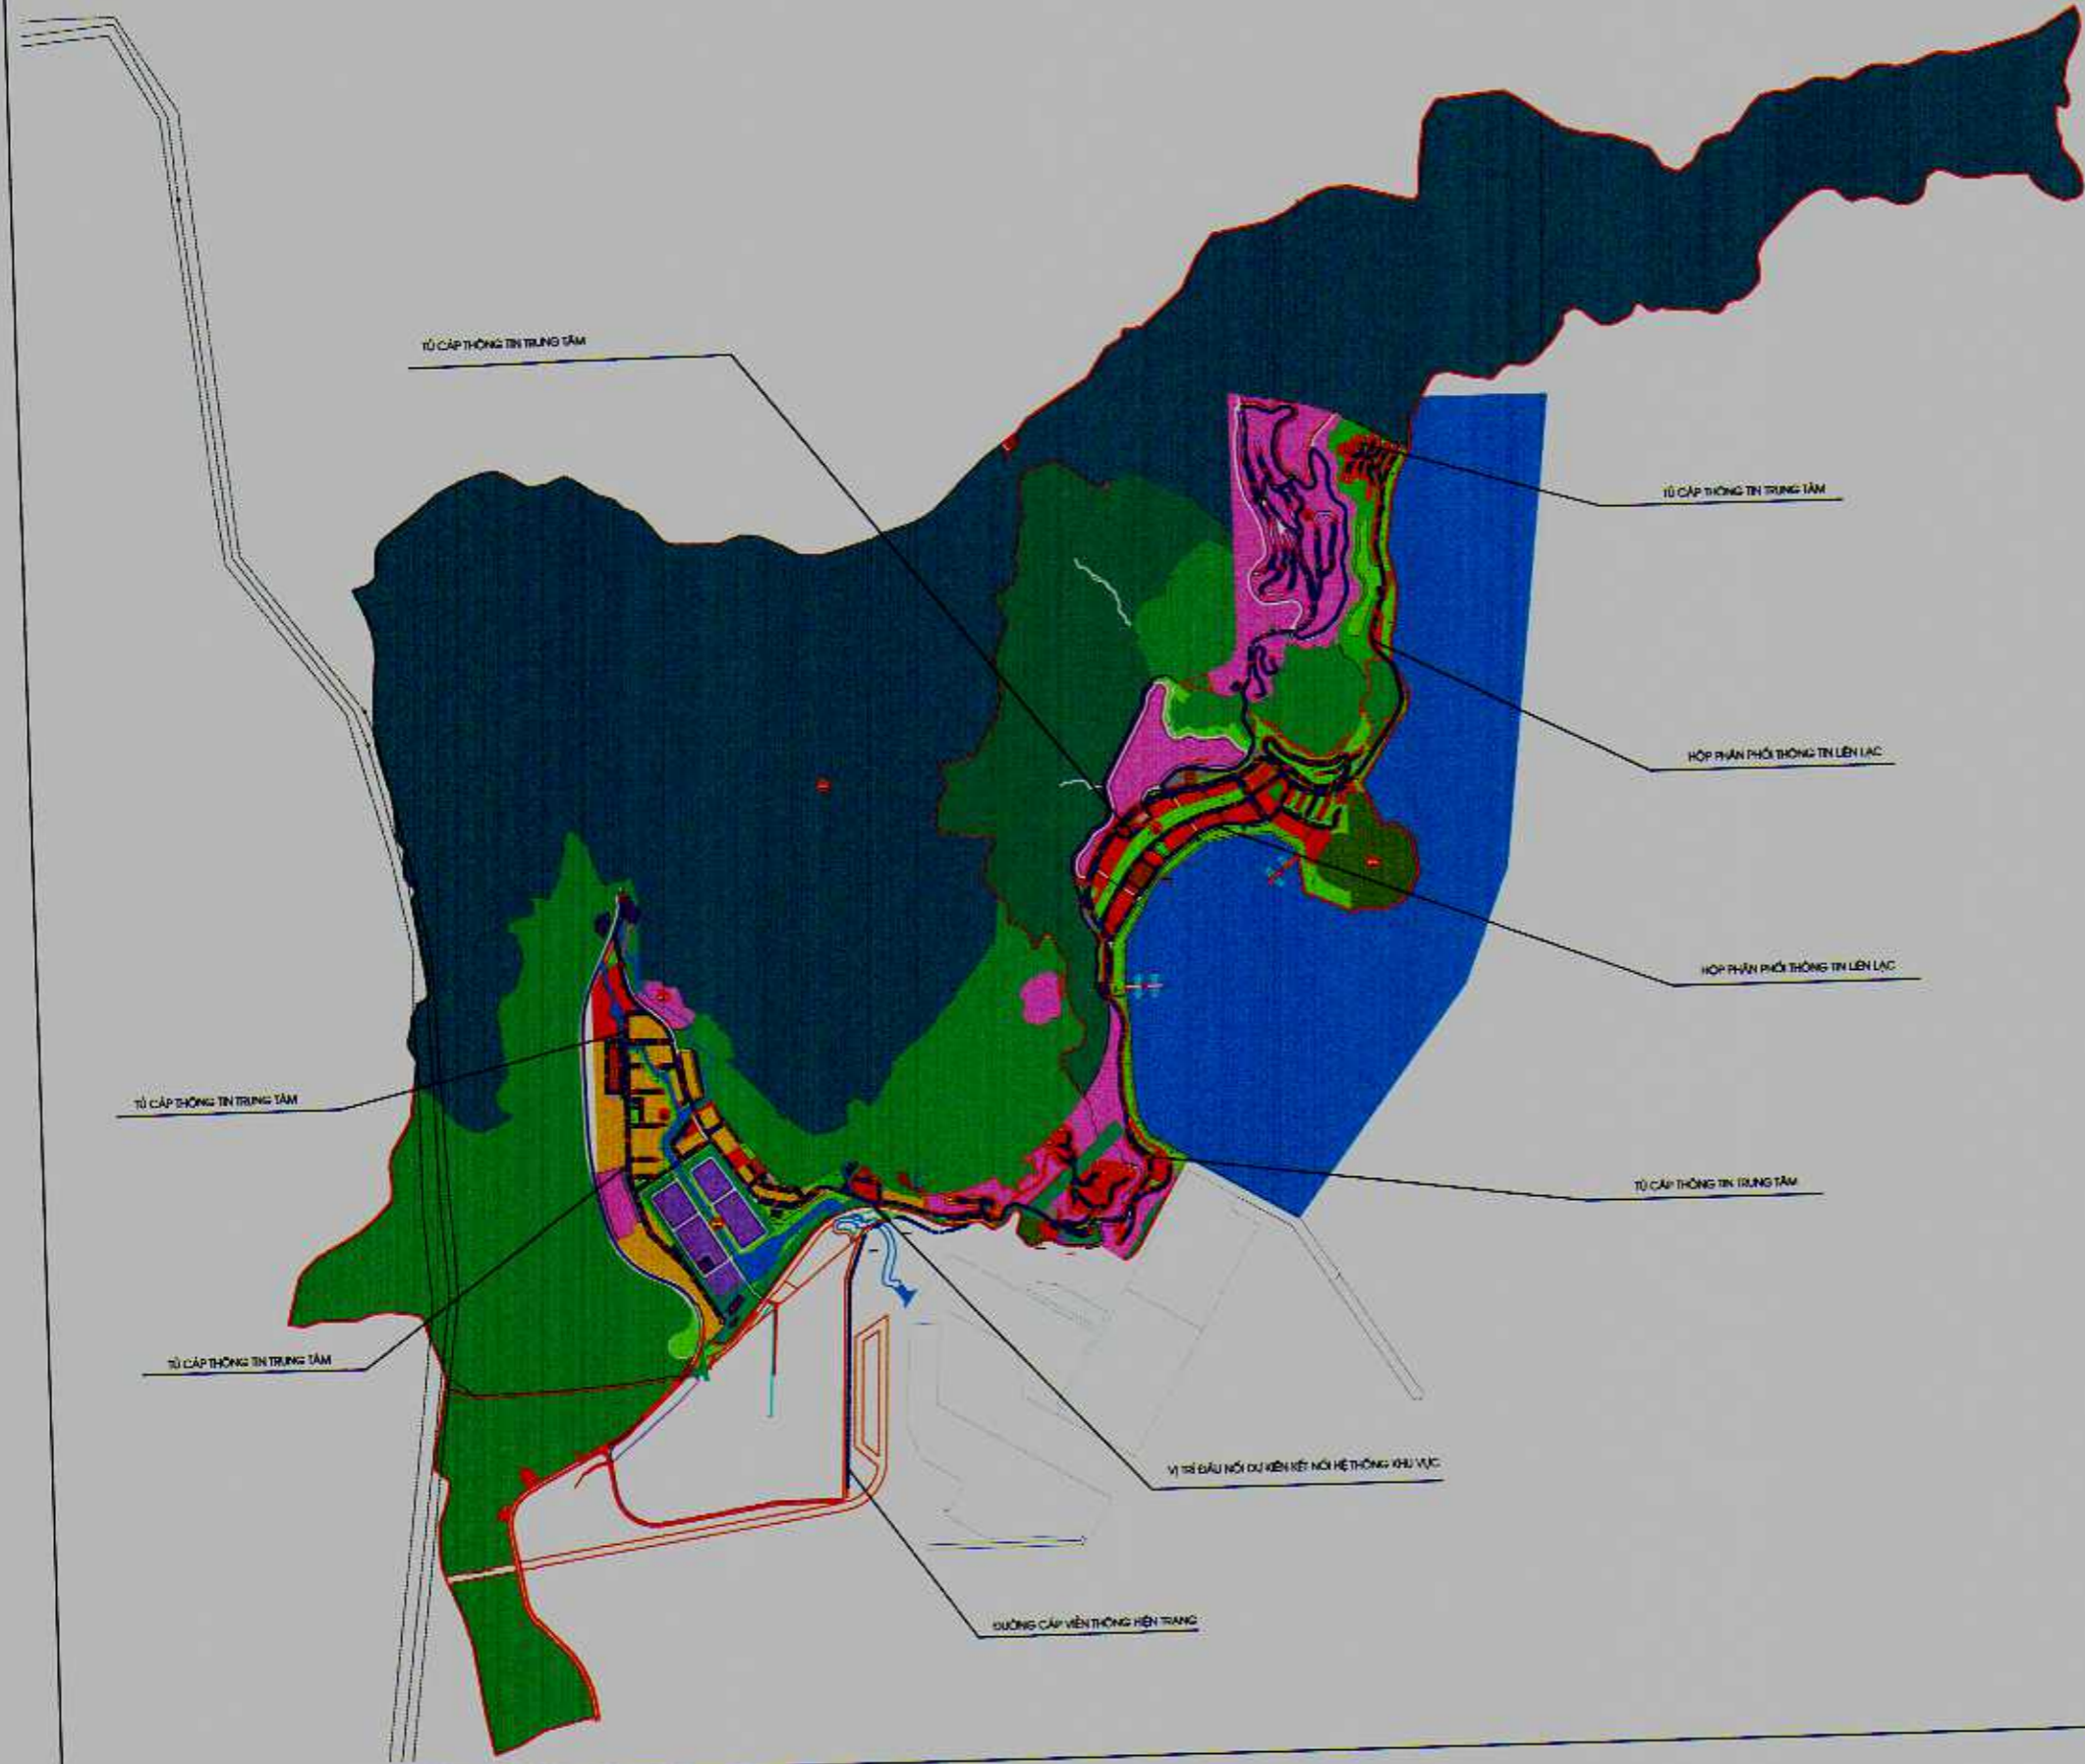 TỦ CÁP THÔNG TIN TRUNG TÂM
TỦ CÁP THÔNG TIN TRUNG TÂM
HỘP PHÂN PHỐI THÔNG TIN LIÊN LẠC
HỘP PHÂN PHỐI THÔNG TIN LIÊN LẠC
TỦ CÁP THÔNG TIN TRUNG TÂM
TỦ CÁP THÔNG TIN TRUNG TÂM
TỦ CÁP THÔNG TIN TRUNG TÂM
VỊ TRÍ ĐẤU NỐI DỰ KIẾN KẾT NỐI HỆ THỐNG KHU VỰC
ĐƯỜNG CÁP VIỄN THÔNG HIỆN TRẠNG